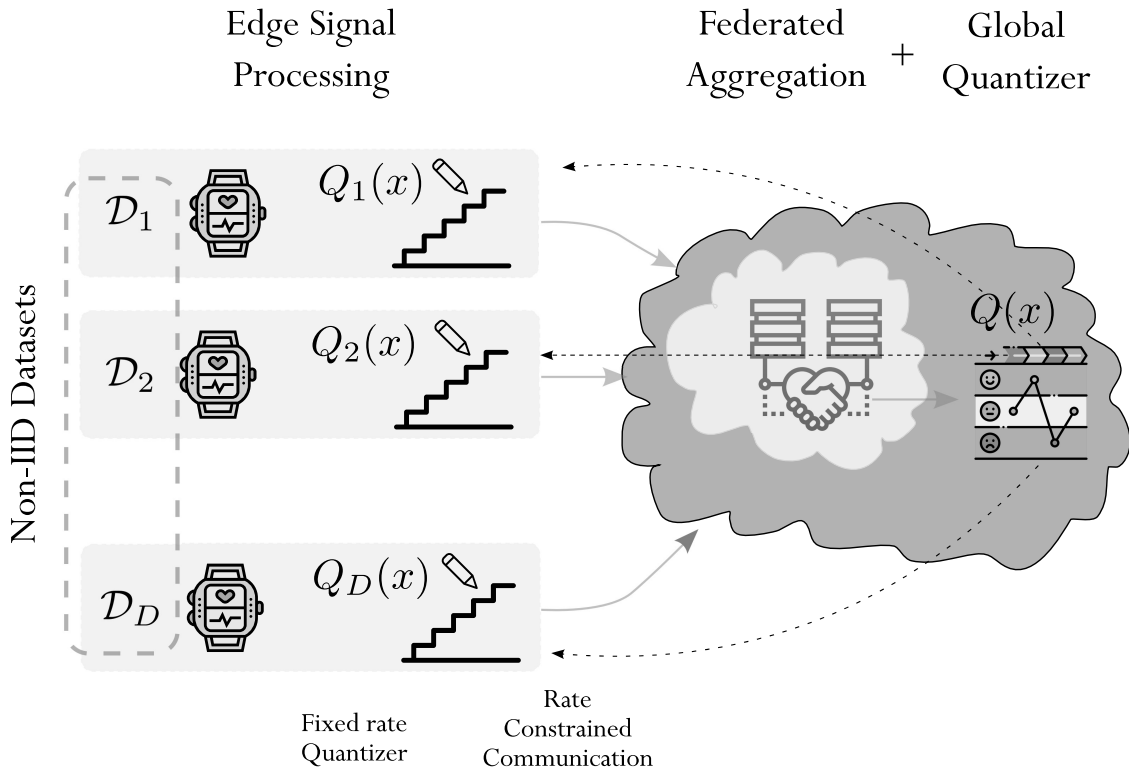 Edge Signal
Processing
Federated
Aggregation
+
Global
Quantizer
Non-IID Datasets
𝒟₁
Q₁(x)
𝒟₂
Q₂(x)
𝒟_D
Q_D(x)
Q(x)
Fixed rate
Quantizer
Rate
Constrained
Communication